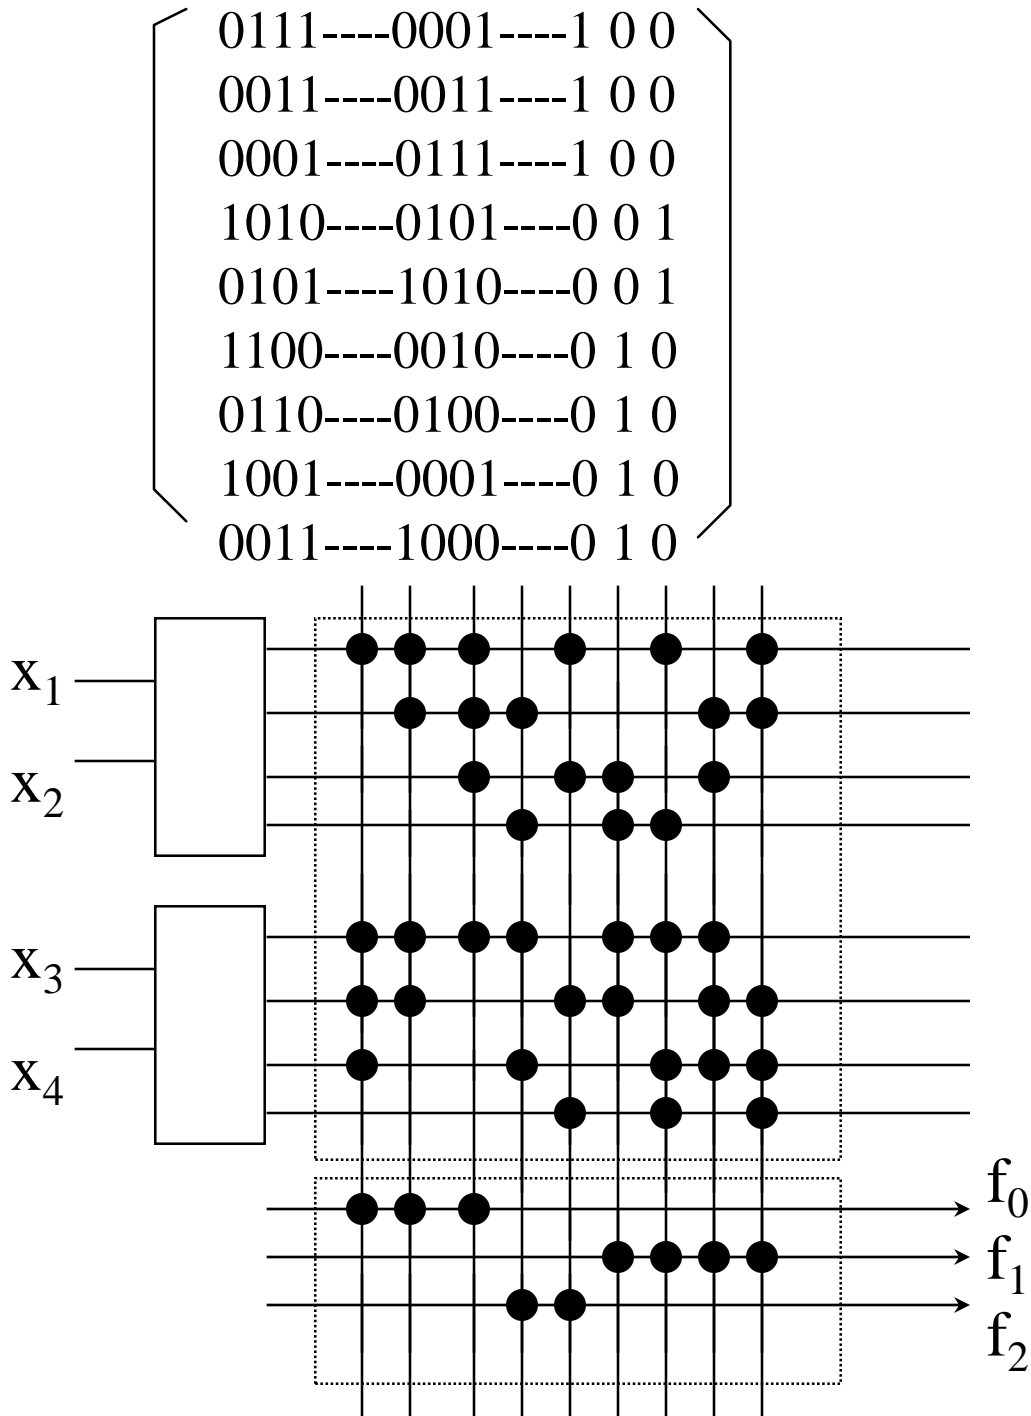 0111----0001----1 0 0
0011----0011----1 0 0
0001----0111----1 0 0
1010----0101----0 0 1
0101----1010----0 0 1
1100----0010----0 1 0
0110----0100----0 1 0
1001----0001----0 1 0
0011----1000----0 1 0
x1
x2
x3
x4
f0
f1
f2